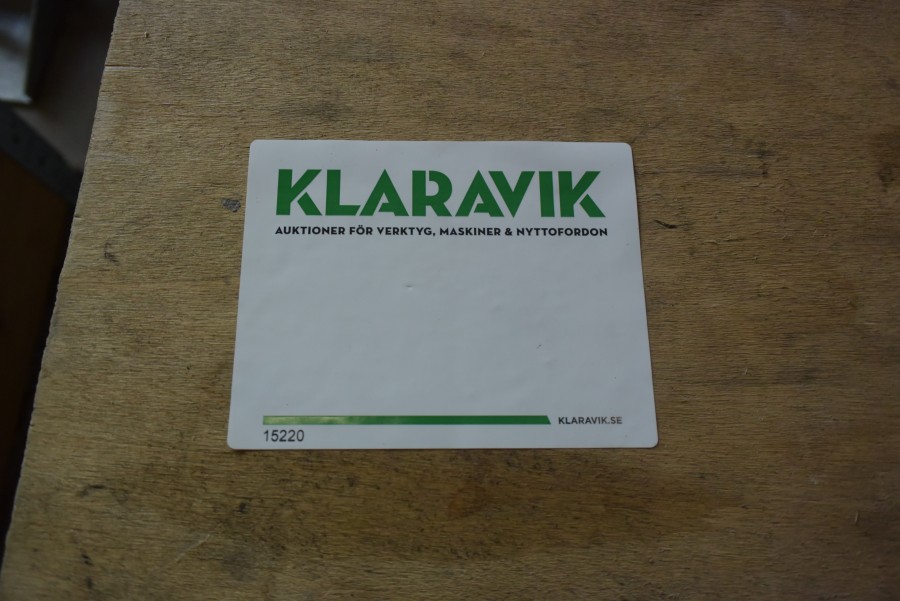 KLARAVIK
AUKTIONER FÖR VERKTYG, MASKINER & NYTTOFORDON
KLARAVIK.SE
15220